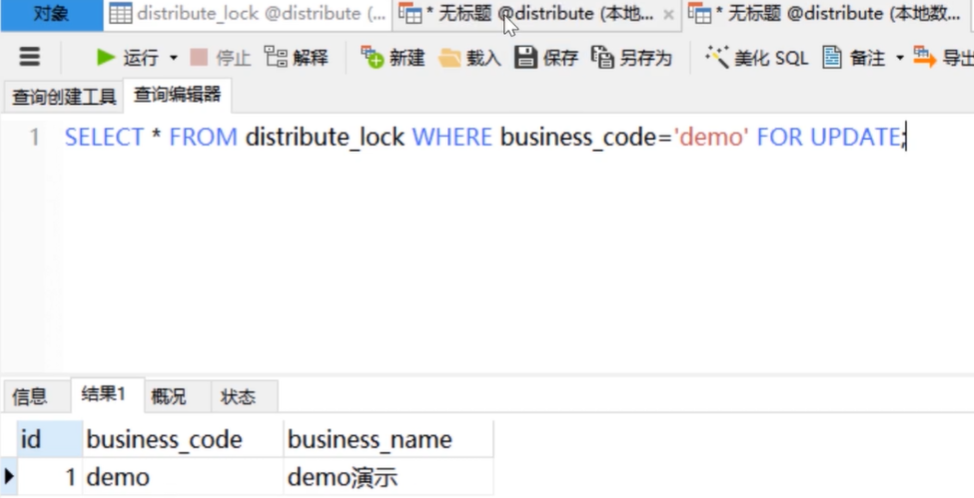 对象 distribute_lock @distribute (... * 无标题 @distribute (本地... * 无标题 @distribute (本地数...
运行 停止 解释 新建 载入 保存 另存为 美化 SQL 备注 导出
查询创建工具 查询编辑器
1 SELECT * FROM distribute_lock WHERE business_code='demo' FOR UPDATE;
信息 结果1 概况 状态
id business_code business_name
1 demo demo演示